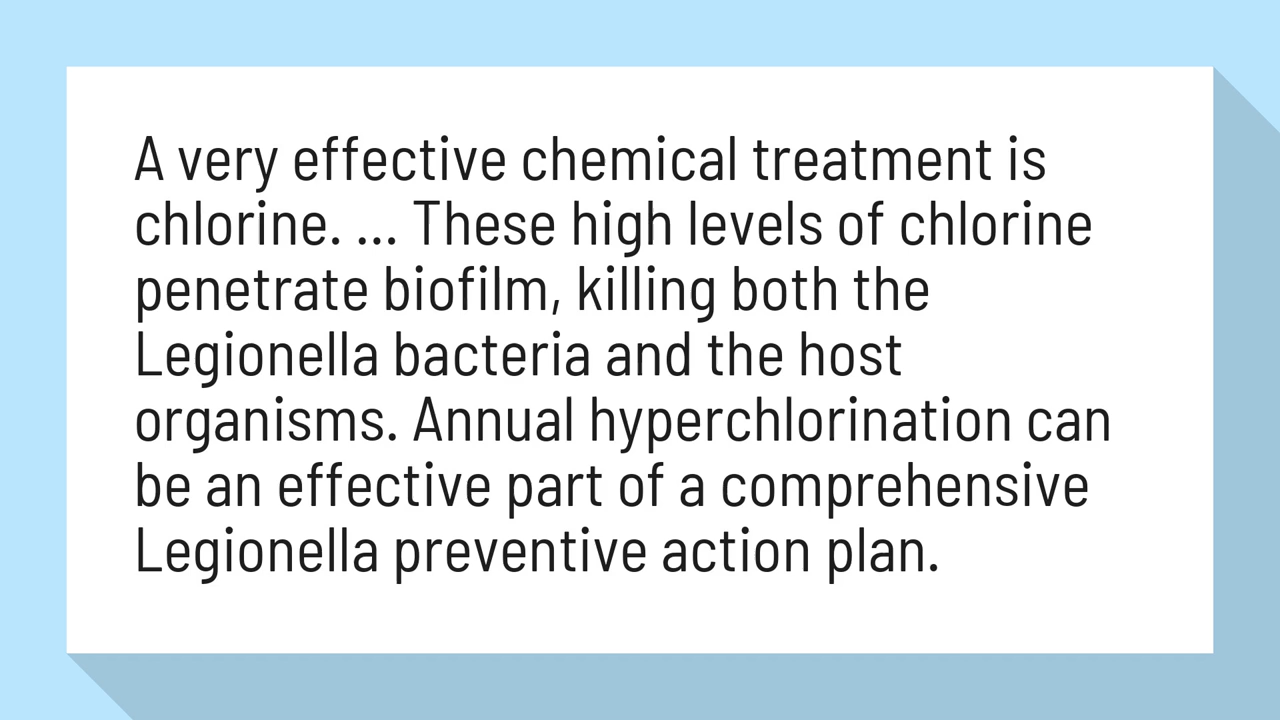 A very effective chemical treatment is
chlorine. ... These high levels of chlorine
penetrate biofilm, killing both the
Legionella bacteria and the host
organisms. Annual hyperchlorination can
be an effective part of a comprehensive
Legionella preventive action plan.